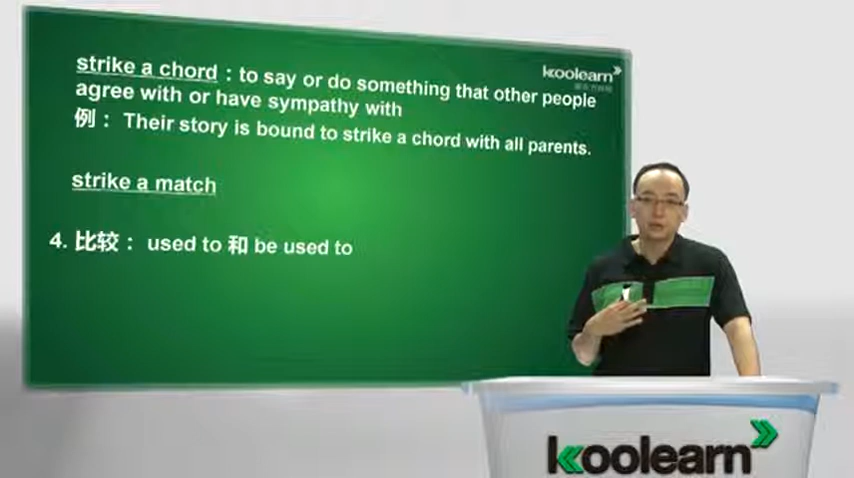 strike a chord : to say or do something that other people
agree with or have sympathy with
例： Their story is bound to strike a chord with all parents.
strike a match
4. 比较： used to 和 be used to
koolearn
koolearn